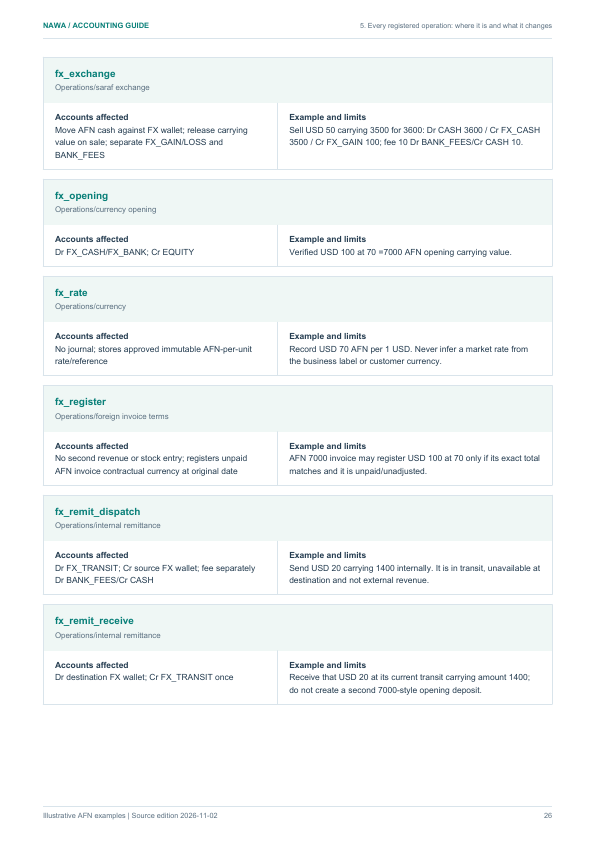 NAWA / ACCOUNTING GUIDE
5. Every registered operation: where it is and what it changes
fx_exchange
Operations/saraf exchange
Accounts affected
Move AFN cash against FX wallet; release carrying
value on sale; separate FX_GAIN/LOSS and
BANK_FEES
Example and limits
Sell USD 50 carrying 3500 for 3600: Dr CASH 3600 / Cr FX_CASH
3500 / Cr FX_GAIN 100; fee 10 Dr BANK_FEES/Cr CASH 10.
fx_opening
Operations/currency opening
Accounts affected
Dr FX_CASH/FX_BANK; Cr EQUITY
Example and limits
Verified USD 100 at 70 =7000 AFN opening carrying value.
fx_rate
Operations/currency
Accounts affected
No journal; stores approved immutable AFN-per-unit
rate/reference
Example and limits
Record USD 70 AFN per 1 USD. Never infer a market rate from
the business label or customer currency.
fx_register
Operations/foreign invoice terms
Accounts affected
No second revenue or stock entry; registers unpaid
AFN invoice contractual currency at original date
Example and limits
AFN 7000 invoice may register USD 100 at 70 only if its exact total
matches and it is unpaid/unadjusted.
fx_remit_dispatch
Operations/internal remittance
Accounts affected
Dr FX_TRANSIT; Cr source FX wallet; fee separately
Dr BANK_FEES/Cr CASH
Example and limits
Send USD 20 carrying 1400 internally. It is in transit, unavailable at
destination and not external revenue.
fx_remit_receive
Operations/internal remittance
Accounts affected
Dr destination FX wallet; Cr FX_TRANSIT once
Example and limits
Receive that USD 20 at its current transit carrying amount 1400;
do not create a second 7000-style opening deposit.
Illustrative AFN examples | Source edition 2026-11-02
26